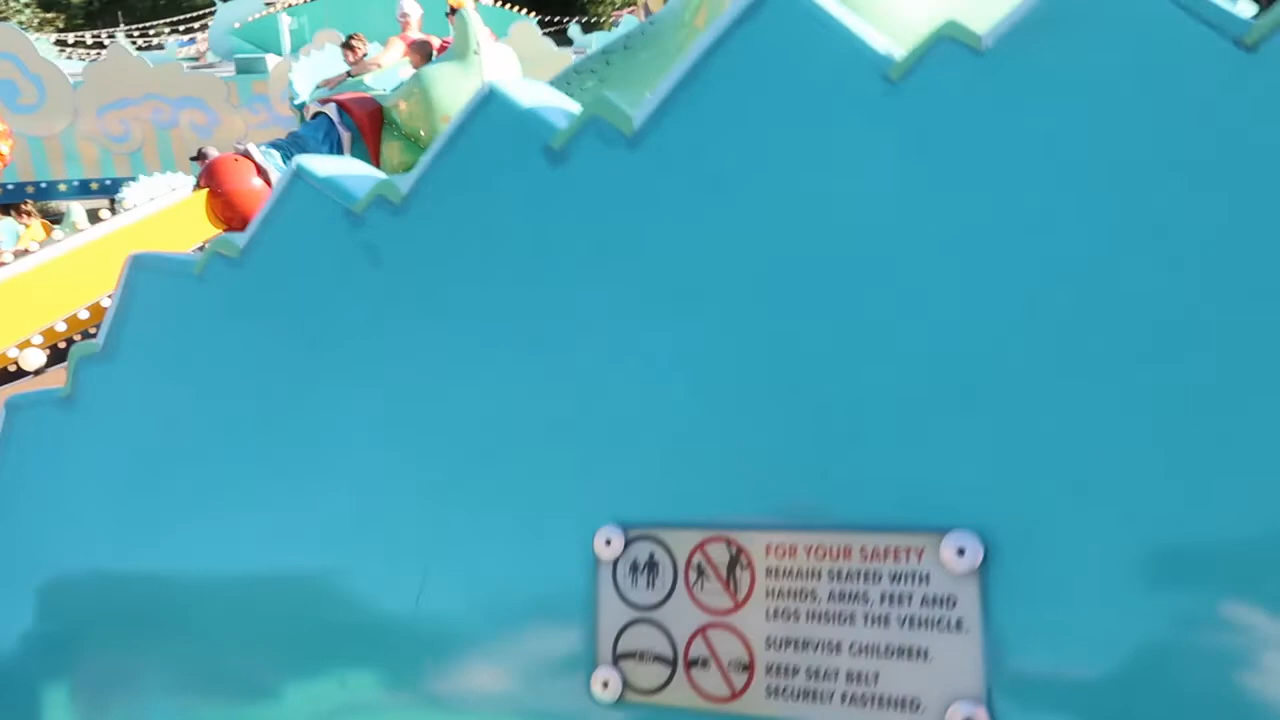 FOR YOUR SAFETY
REMAIN SEATED WITH
HANDS, ARMS, FEET AND
LEGS INSIDE THE VEHICLE.
SUPERVISE CHILDREN.
KEEP SEAT BELT
SECURELY FASTENED.